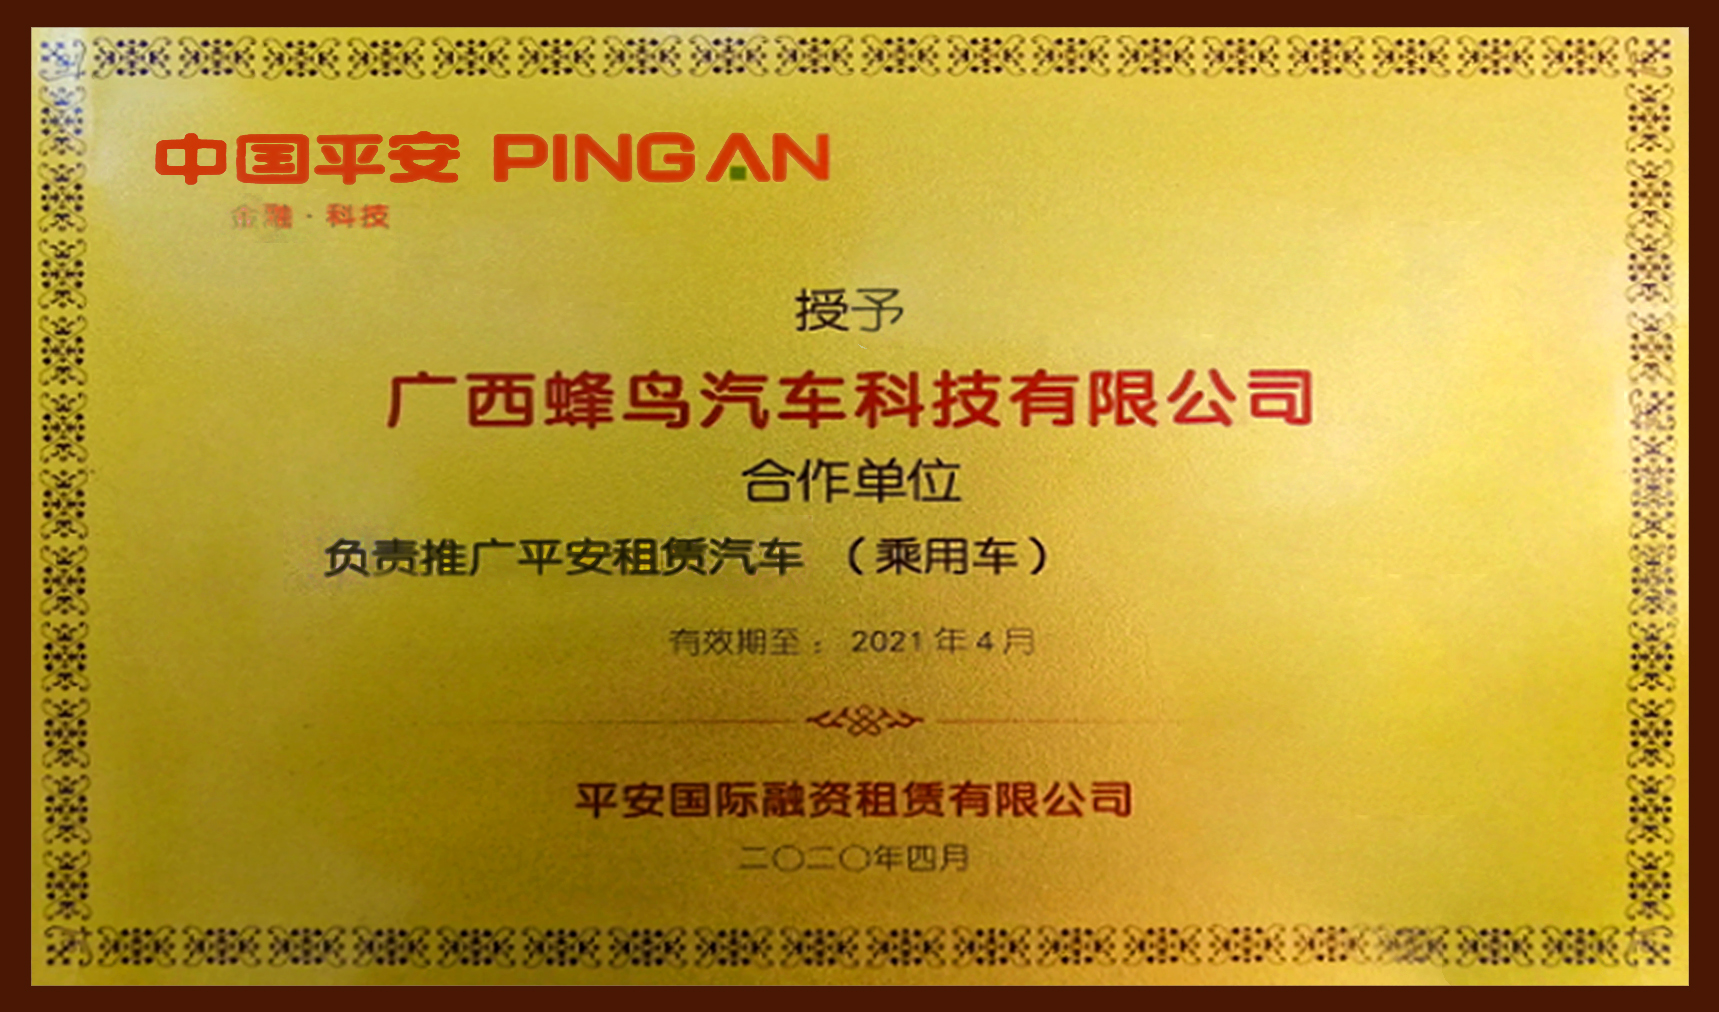 中国平安 PINGAN
金融·科技
授予
广西蜂鸟汽车科技有限公司
合作单位
负责推广平安租赁汽车 （乘用车）
有效期至：2021年4月
平安国际融资租赁有限公司
二〇二〇年四月